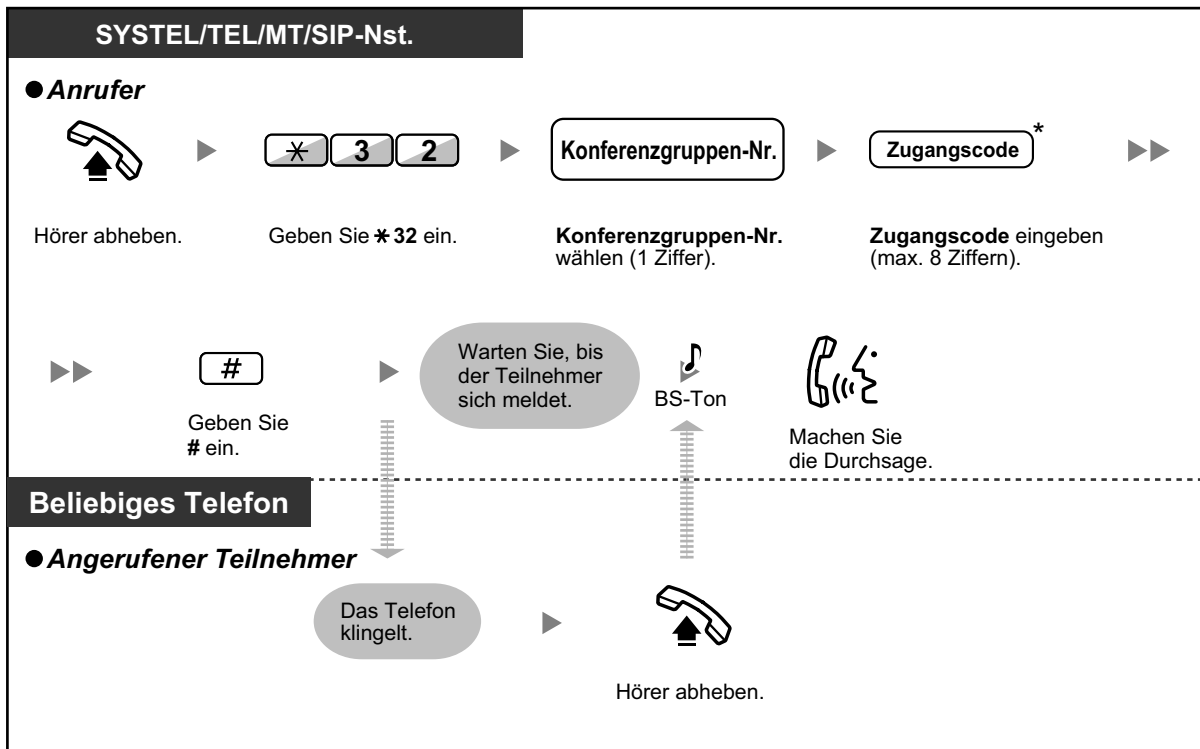 SYSTEL/TEL/MT/SIP-Nst.
● Anrufer
✳ 3 2
Konferenzgruppen-Nr.
Zugangscode *
Hörer abheben.
Geben Sie ✳ 32 ein.
Konferenzgruppen-Nr.
wählen (1 Ziffer).
Zugangscode eingeben
(max. 8 Ziffern).
#
Geben Sie
# ein.
Warten Sie, bis
der Teilnehmer
sich meldet.
BS-Ton
Machen Sie
die Durchsage.
Beliebiges Telefon
● Angerufener Teilnehmer
Das Telefon
klingelt.
Hörer abheben.